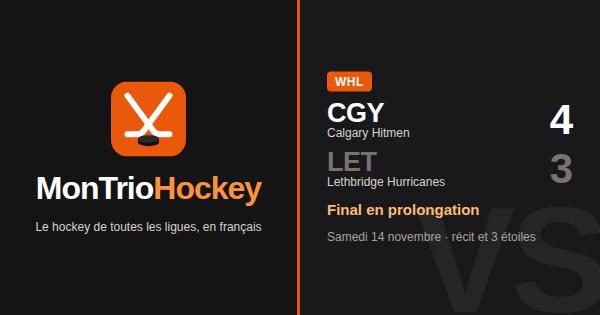 MonTrioHockey
Le hockey de toutes les ligues, en français
WHL
CGY 4
Calgary Hitmen
LET 3
Lethbridge Hurricanes
Final en prolongation
Samedi 14 novembre · récit et 3 étoiles
VS